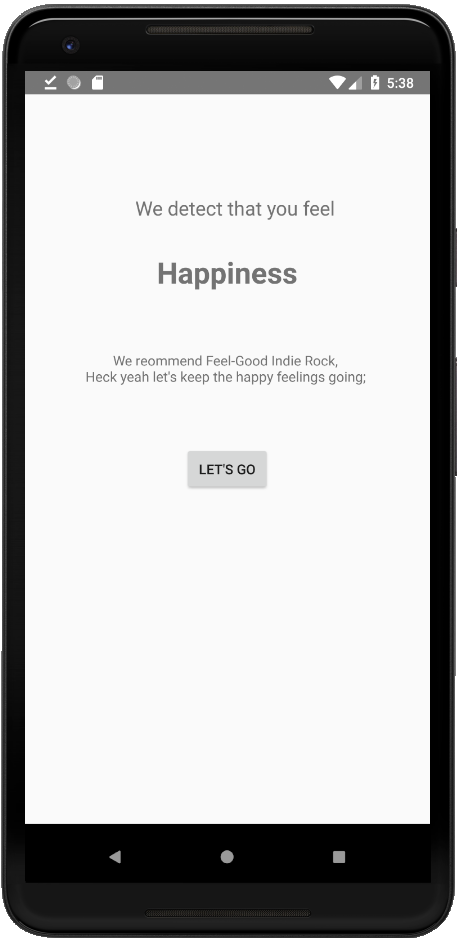 5:38
We detect that you feel
Happiness
We reommend Feel-Good Indie Rock,
Heck yeah let's keep the happy feelings going;
LET'S GO